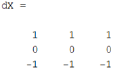 dX =
1 1 1
0 0 0
-1 -1 -1